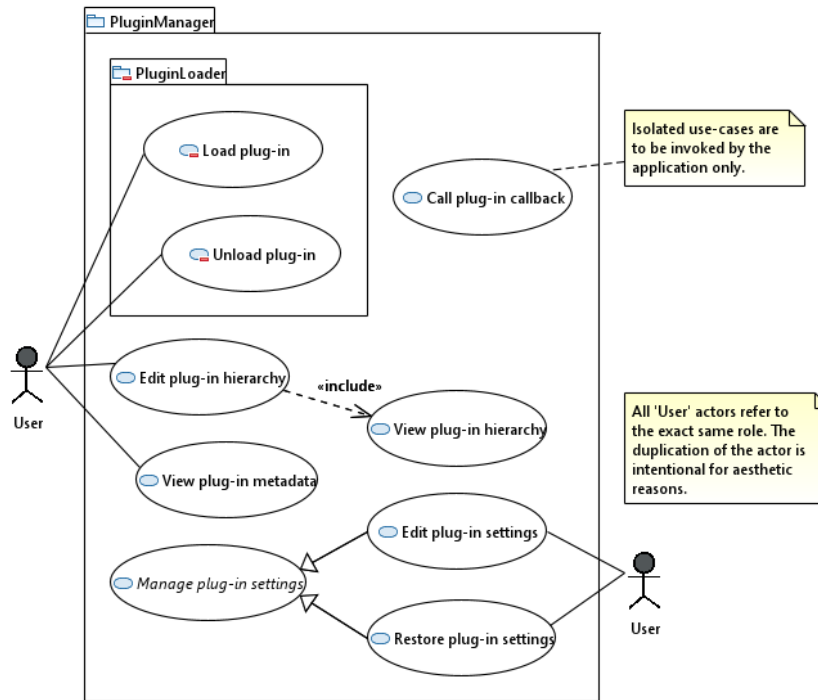 PluginManager
PluginLoader
Load plug-in
Isolated use-cases are
to be invoked by the
application only.
Call plug-in callback
Unload plug-in
User
Edit plug-in hierarchy
«include»
View plug-in hierarchy
All 'User' actors refer to
the exact same role. The
duplication of the actor is
intentional for aesthetic
reasons.
View plug-in metadata
Edit plug-in settings
Manage plug-in settings
User
Restore plug-in settings